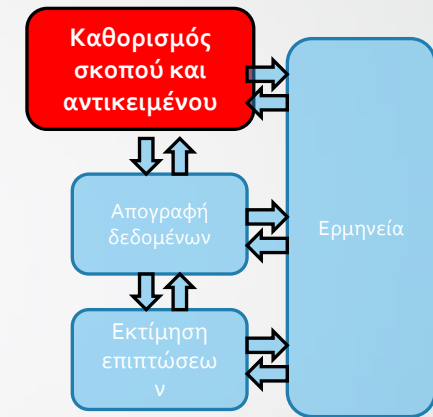 Καθορισμός
σκοπού και
αντικειμένου
Απογραφή
δεδομένων
Ερμηνεία
Εκτίμηση
επιπτώσεω
ν